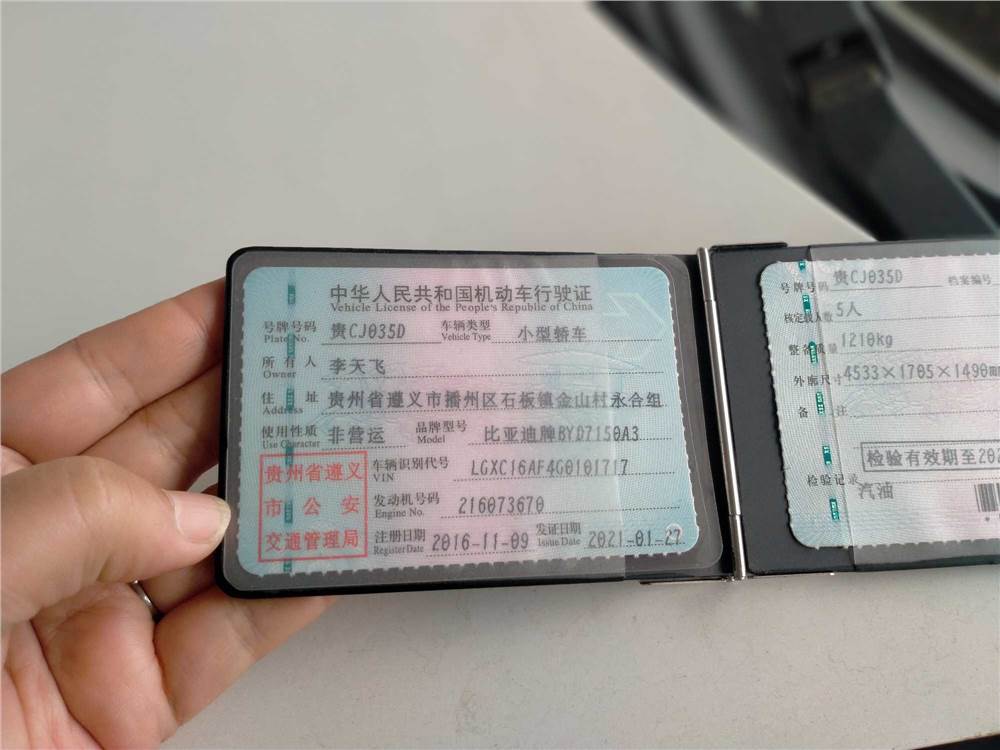 中华人民共和国机动车行驶证
Vehicle License of the People's Republic of China
号牌号码 贵CJ035D 车辆类型 小型轿车
Plate No. Vehicle Type
所有人 李天飞
Owner
住址 贵州省遵义市播州区石板镇金山村永合组
Address
使用性质 非营运 品牌型号 比亚迪牌BYD7150A3
Use Character Model
贵州省遵义
市公安
交通管理局
车辆识别代号 LGXC16AF4G0101717
VIN
发动机号码 216073670
Engine No.
注册日期 2016-11-09 发证日期 2021-01-27
Register Date Issue Date
号牌号码 贵CJ035D 档案编号
核定载人数 5人
整备质量 1210kg
外廓尺寸 4533×1705×1490mm
备注
检验有效期至202
检验记录
汽油